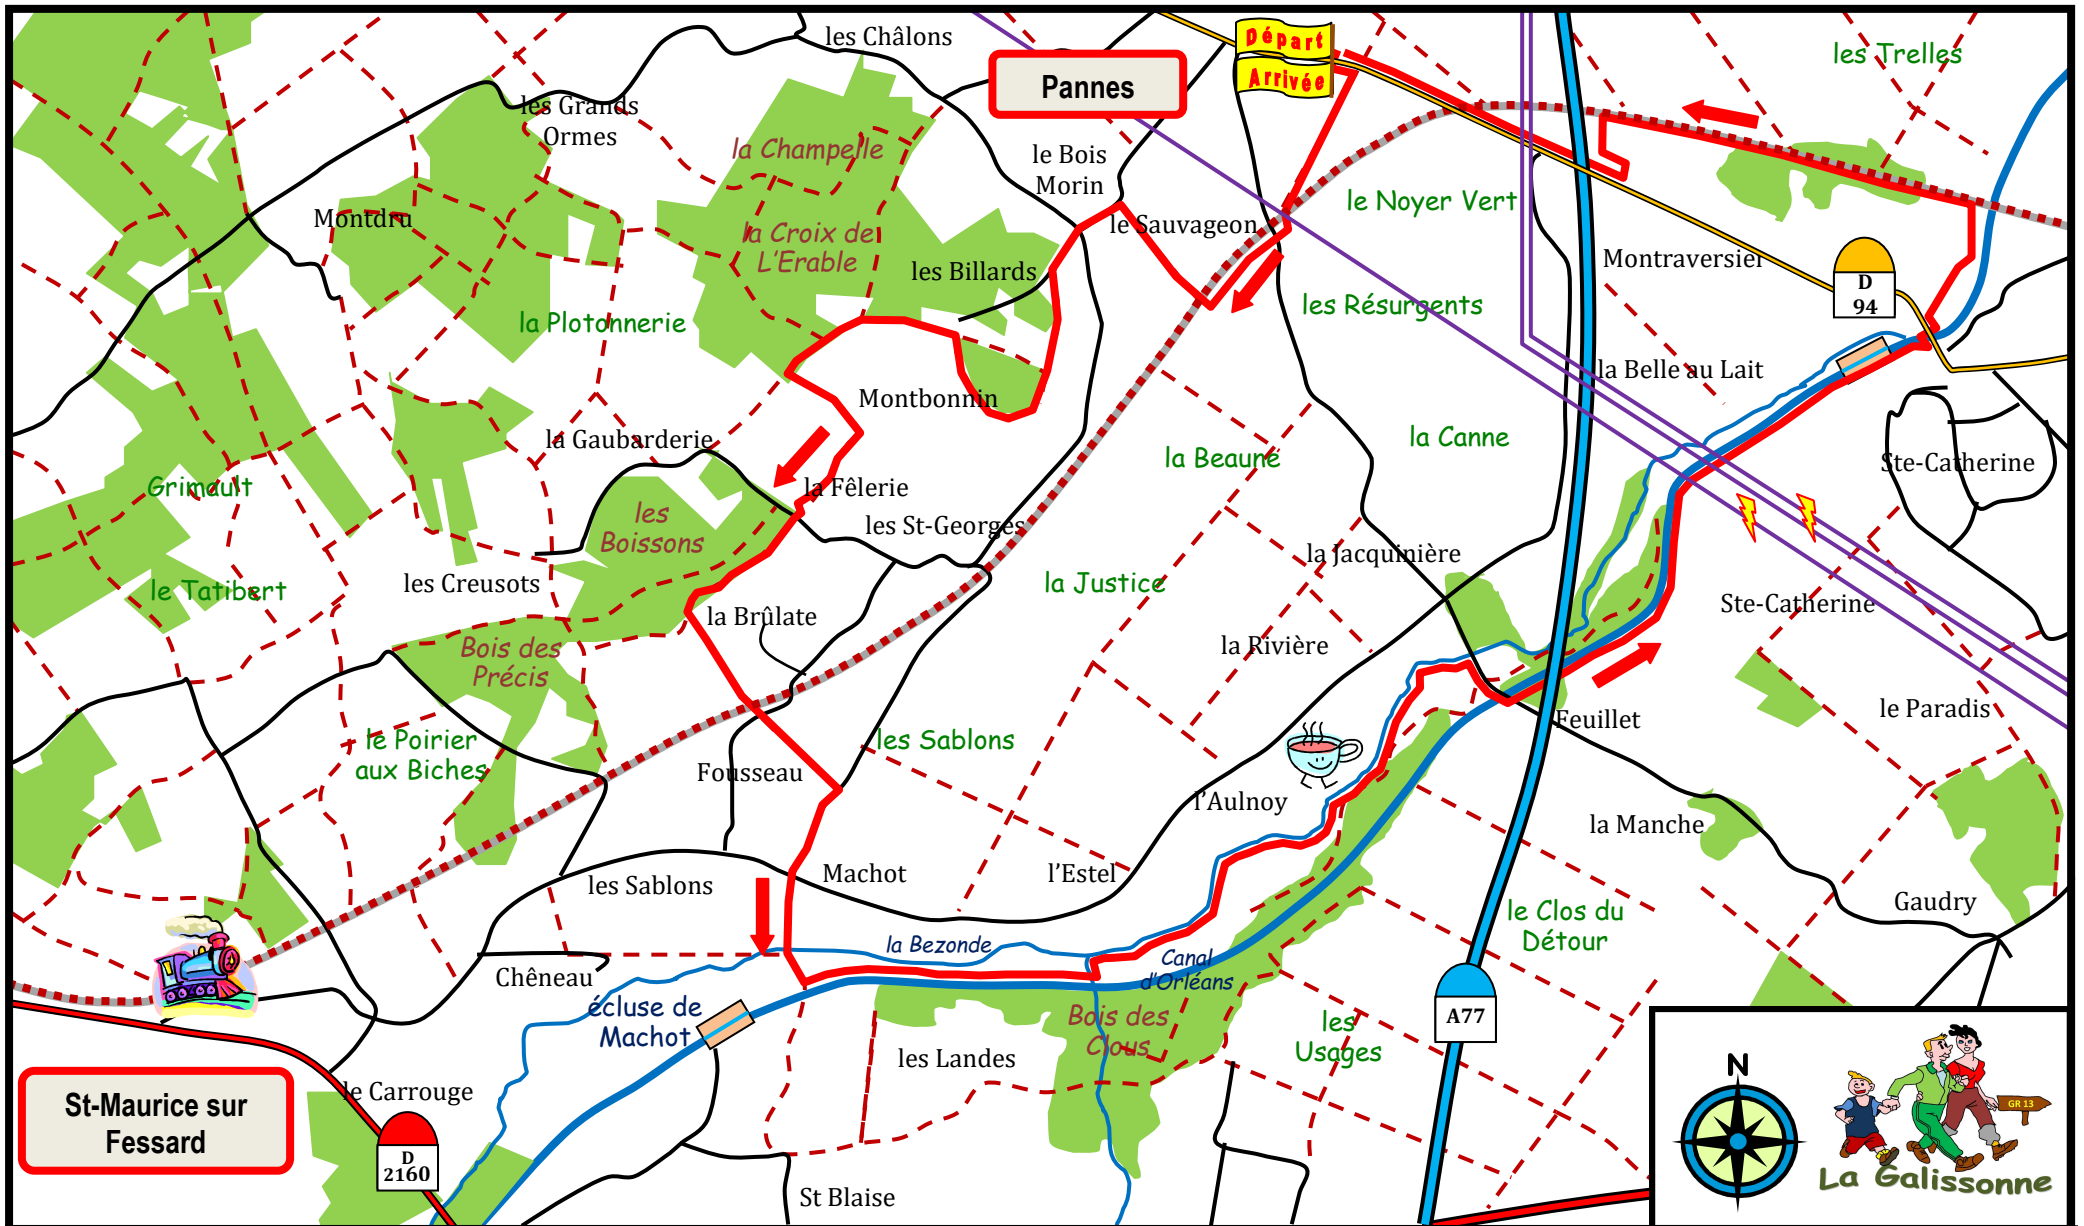 les Châlons
Départ
Arrivée
les Trelles
Pannes
les Grands
Ormes
la Champelle
le Bois
Morin
le Noyer Vert
Montdru
la Croix de
L'Erable
le Sauvageon
les Billards
Montraversier
D
94
les Résurgents
la Plotonnerie
la Belle au Lait
Montbonnin
la Gaubarderie
la Canne
la Beaune
Ste-Catherine
Grimault
la Fêlerie
les
Boissons
les St-Georges
la Jacquinière
les Creusots
la Justice
le Tatibert
la Brûlate
Ste-Catherine
Bois des
Précis
la Rivière
le Paradis
Feuillet
le Poirier
aux Biches
les Sablons
Fousseau
l'Aulnoy
la Manche
les Sablons
Machot
l'Estel
Gaudry
le Clos du
Détour
la Bezonde
Canal
d'Orléans
Chêneau
écluse de
Machot
Bois des
Clous
les
Usages
A77
les Landes
le Carrouge
St-Maurice sur
Fessard
D
2160
St Blaise
N
GR 13
La Galissonne